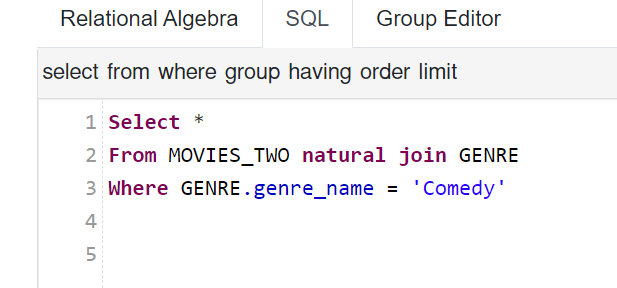 Relational Algebra SQL Group Editor
select from where group having order limit
1 Select *
2 From MOVIES_TWO natural join GENRE
3 Where GENRE.genre_name = 'Comedy'
4
5